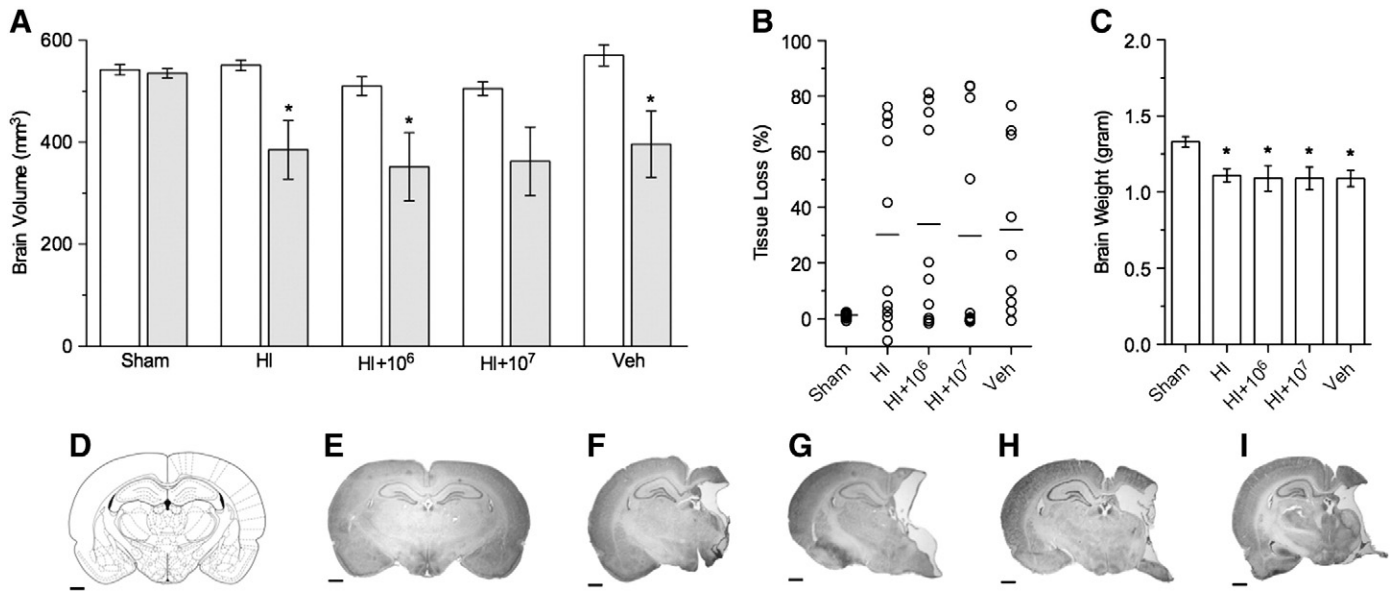 A
Brain Volume (mm³)
600
400
200
0
*
*
*
Sham
HI
HI+10⁶
HI+10⁷
Veh
B
Tissue Loss (%)
100
80
60
40
20
0
Sham
HI
HI+10⁶
HI+10⁷
Veh
C
Brain Weight (gram)
2.0
1.5
1.0
0.5
0.0
*
*
*
*
Sham
HI
HI+10⁶
HI+10⁷
Veh
D
E
F
G
H
I